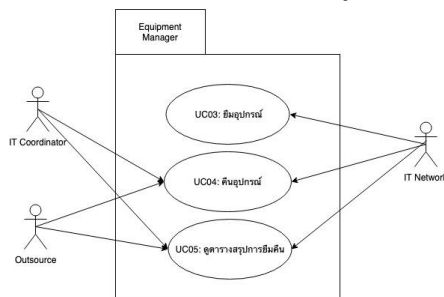 Equipment
Manager
UC03: ยืมอุปกรณ์
IT Coordinator
IT Network
UC04: คืนอุปกรณ์
UC05: ดูตารางสรุปการยืมคืน
Outsource